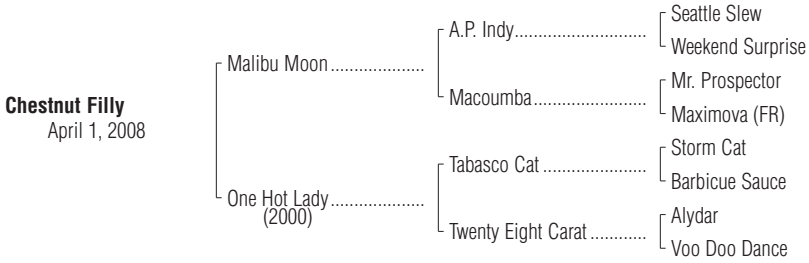 Seattle Slew
A.P. Indy..............................
Weekend Surprise
Malibu Moon .....................
Mr. Prospector
Macoumba..........................
Maximova (FR)
Chestnut Filly
April 1, 2008
Storm Cat
Tabasco Cat ........................
Barbicue Sauce
One Hot Lady.....................
(2000)
Alydar
Twenty Eight Carat .............
Voo Doo Dance